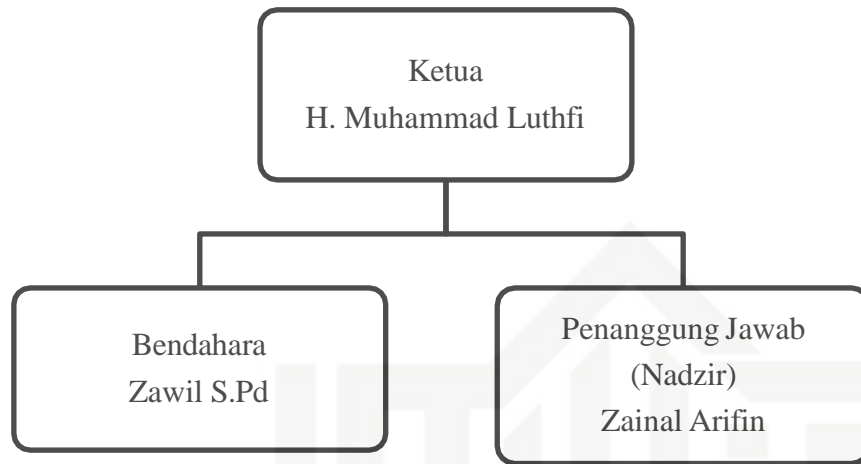 Ketua
H. Muhammad Luthfi
Bendahara
Zawil S.Pd
Penanggung Jawab
(Nadzir)
Zainal Arifin